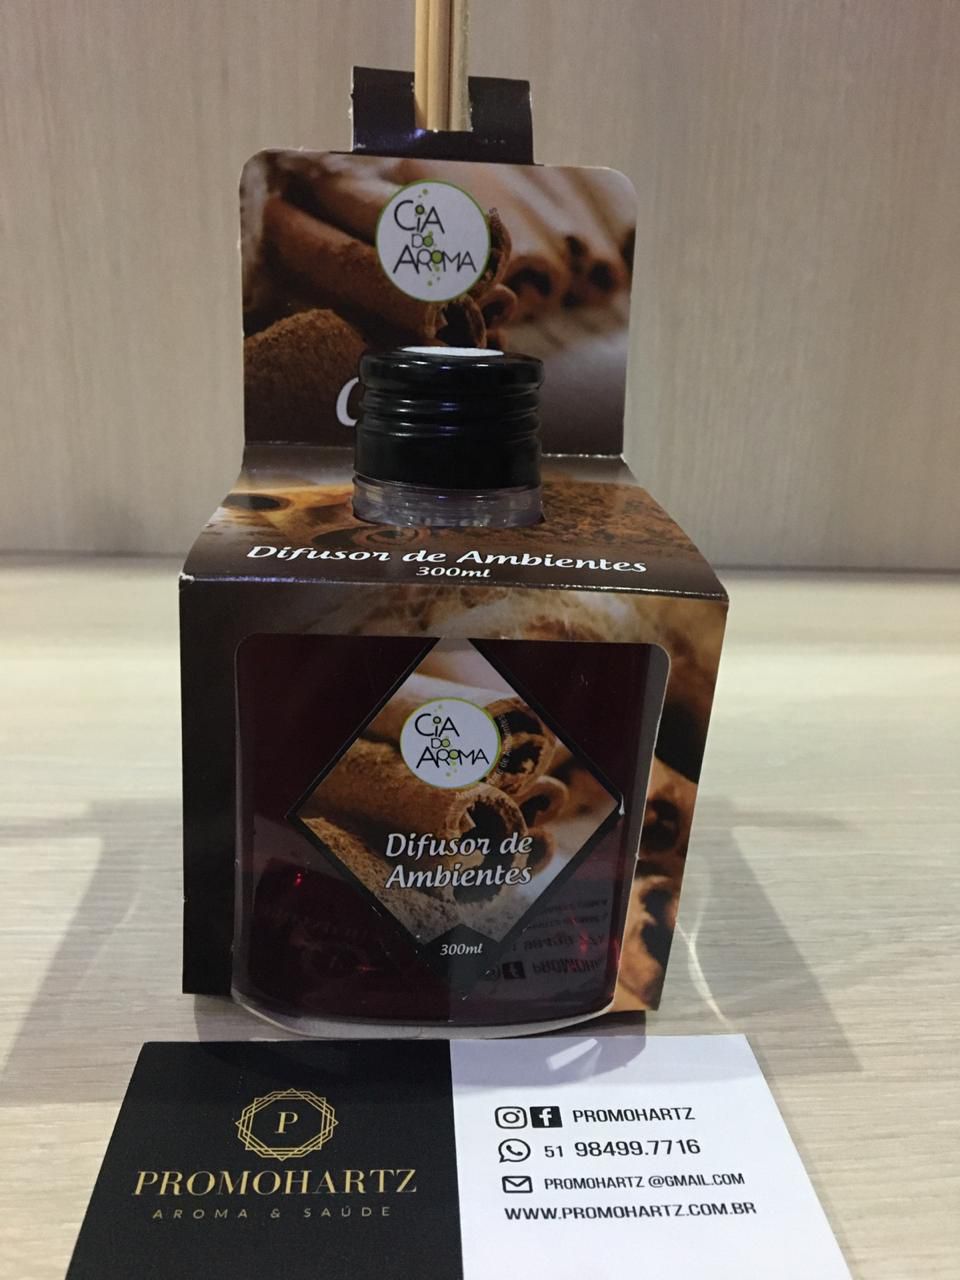 CiA
DO
AROMA
Difusor de Ambientes
300ml
CiA
DO
AROMA
Difusor de
Ambientes
300ml
P
PROMOHARTZ
AROMA & SAÚDE
PROMOHARTZ
51 98499.7716
PROMOHARTZ @GMAIL.COM
WWW.PROMOHARTZ.COM.BR